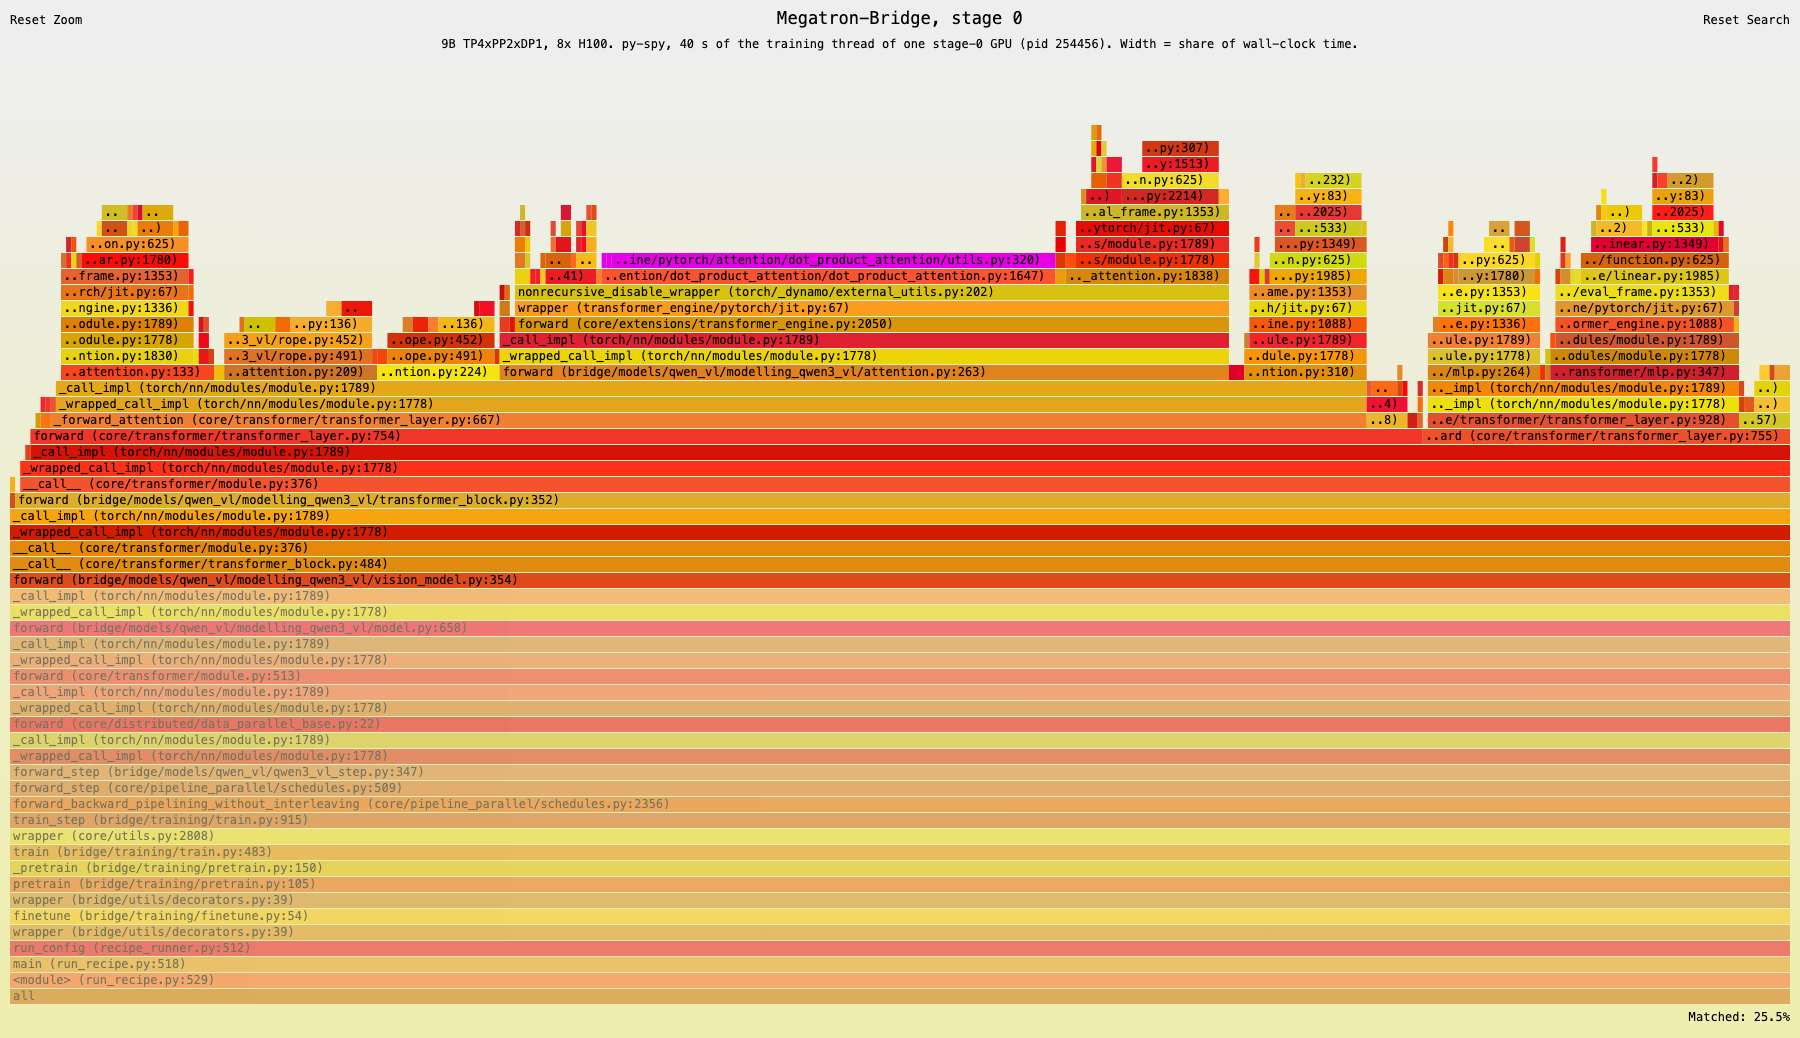 Reset Zoom
Megatron-Bridge, stage 0
Reset Search
9B TP4xPP2xDP1, 8x H100. py-spy, 40 s of the training thread of one stage-0 GPU (pid 254456). Width = share of wall-clock time.
..py:307)
..y:1513)
..n.py:625) ..232)
..2)
..) ...py:2214) ..y:83) ..y:83)
.. .. ..al_frame.py:1353) .. ..2025) ..) ..2025)
.. ..) ..ytorch/jit.py:67) .. ..:533) .. ..2) ..:533)
..on.py:625) ..s/module.py:1789) ...py:1349) .. ..inear.py:1349)
..ar.py:1780) .. .. ...ine/pytorch/attention/dot_product_attention/utils.py:320) ..s/module.py:1778) ..n.py:625) ..py:625) ../function.py:625)
..frame.py:1353) ..41) ..ention/dot_product_attention/dot_product_attention.py:1647) .._attention.py:1838) ...py:1985) ..y:1780) ..e/linear.py:1985)
..rch/jit.py:67) nonrecursive_disable_wrapper (torch/_dynamo/external_utils.py:202) ..ame.py:1353) ..e.py:1353) ../eval_frame.py:1353)
..ngine.py:1336) .. wrapper (transformer_engine/pytorch/jit.py:67) ..h/jit.py:67) ..jit.py:67) ..ne/pytorch/jit.py:67)
..odule.py:1789) .. ..py:136) ..136) forward (core/extensions/transformer_engine.py:2050) ..ine.py:1088) ..e.py:1336) ..ormer_engine.py:1088)
..odule.py:1778) ..3_vl/rope.py:452) ..ope.py:452) _call_impl (torch/nn/modules/module.py:1789) ..ule.py:1789) ..ule.py:1789) ..dules/module.py:1789)
..ntion.py:1830) ..3_vl/rope.py:491) ..ope.py:491) _wrapped_call_impl (torch/nn/modules/module.py:1778) ..dule.py:1778) ..ule.py:1778) ..odules/module.py:1778)
..attention.py:133) ..attention.py:209) ..ntion.py:224) forward (bridge/models/qwen_vl/modelling_qwen3_vl/attention.py:263) ..ntion.py:310) ../mlp.py:264) ..ransformer/mlp.py:347)
_call_impl (torch/nn/modules/module.py:1789) .. .._impl (torch/nn/modules/module.py:1789) ..)
_wrapped_call_impl (torch/nn/modules/module.py:1778) ..4) .._impl (torch/nn/modules/module.py:1778) ..)
_forward_attention (core/transformer/transformer_layer.py:667) ..8) ..e/transformer/transformer_layer.py:928) ..57)
forward (core/transformer/transformer_layer.py:754) ..ard (core/transformer/transformer_layer.py:755)
_call_impl (torch/nn/modules/module.py:1789)
_wrapped_call_impl (torch/nn/modules/module.py:1778)
__call__ (core/transformer/module.py:376)
forward (bridge/models/qwen_vl/modelling_qwen3_vl/transformer_block.py:352)
_call_impl (torch/nn/modules/module.py:1789)
_wrapped_call_impl (torch/nn/modules/module.py:1778)
__call__ (core/transformer/module.py:376)
__call__ (core/transformer/transformer_block.py:484)
forward (bridge/models/qwen_vl/modelling_qwen3_vl/vision_model.py:354)
_call_impl (torch/nn/modules/module.py:1789)
_wrapped_call_impl (torch/nn/modules/module.py:1778)
forward (bridge/models/qwen_vl/modelling_qwen3_vl/model.py:658)
_call_impl (torch/nn/modules/module.py:1789)
_wrapped_call_impl (torch/nn/modules/module.py:1778)
forward (core/transformer/module.py:513)
_call_impl (torch/nn/modules/module.py:1789)
_wrapped_call_impl (torch/nn/modules/module.py:1778)
forward (core/distributed/data_parallel_base.py:22)
_call_impl (torch/nn/modules/module.py:1789)
_wrapped_call_impl (torch/nn/modules/module.py:1778)
forward_step (bridge/models/qwen_vl/qwen3_vl_step.py:347)
forward_step (core/pipeline_parallel/schedules.py:509)
forward_backward_pipelining_without_interleaving (core/pipeline_parallel/schedules.py:2356)
train_step (bridge/training/train.py:915)
wrapper (core/utils.py:2808)
train (bridge/training/train.py:483)
_pretrain (bridge/training/pretrain.py:150)
pretrain (bridge/training/pretrain.py:105)
wrapper (bridge/utils/decorators.py:39)
finetune (bridge/training/finetune.py:54)
wrapper (bridge/utils/decorators.py:39)
run_config (recipe_runner.py:512)
main (run_recipe.py:518)
<module> (run_recipe.py:529)
all
Matched: 25.5%